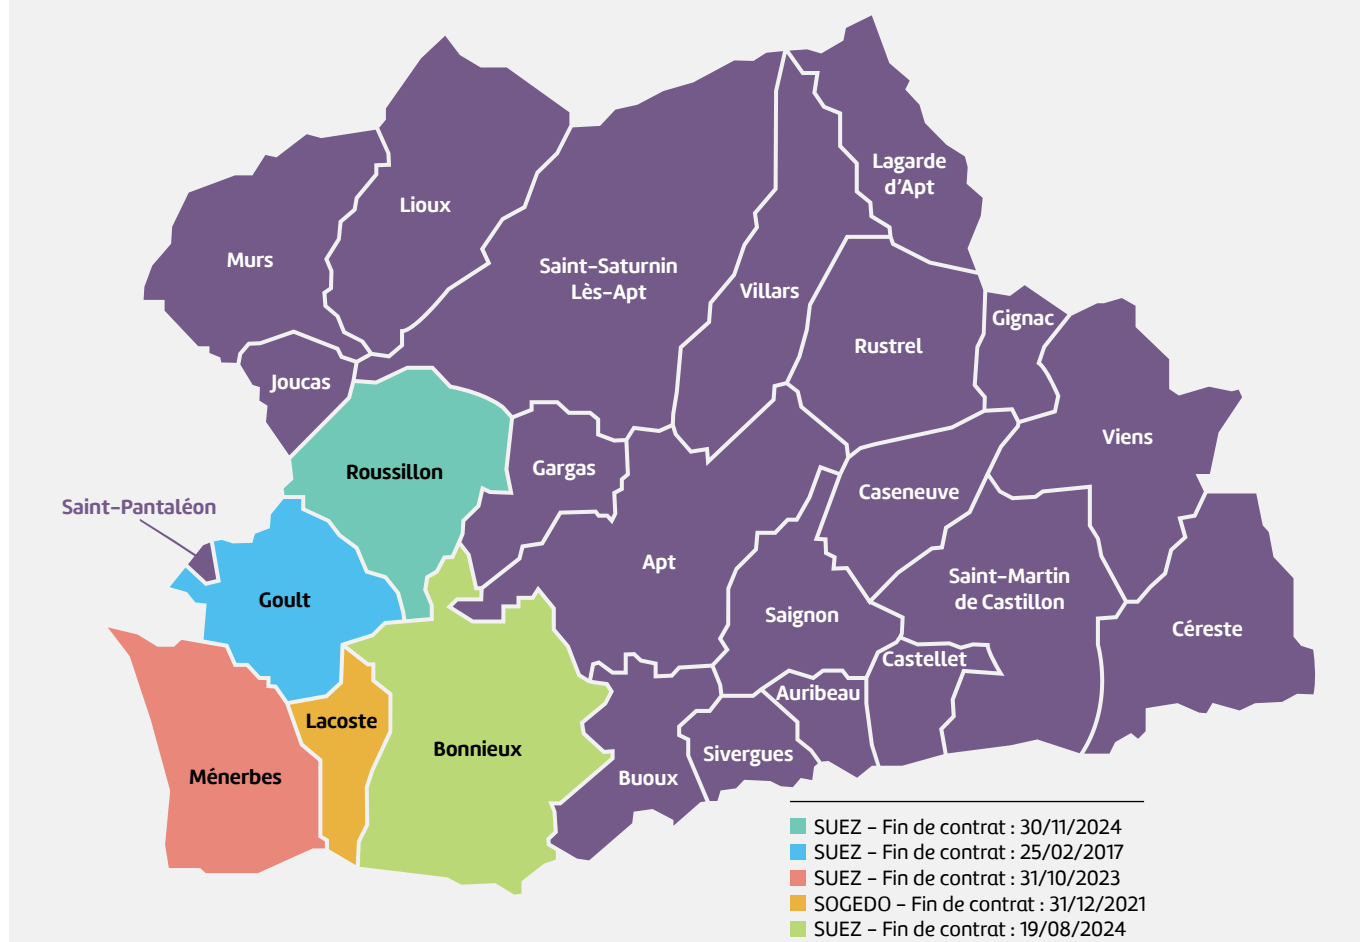 Lagarde
d'Apt
Lioux
Murs
Saint-Saturnin
Lès-Apt
Villars
Gignac
Rustrel
Joucas
Viens
Roussillon
Gargas
Caseneuve
Saint-Pantaléon
Apt
Saint-Martin
de Castillon
Goult
Saignon
Céreste
Castellet
Auribeau
Lacoste
Bonnieux
Sivergues
Ménerbes
Buoux
SUEZ - Fin de contrat : 30/11/2024
SUEZ - Fin de contrat : 25/02/2017
SUEZ - Fin de contrat : 31/10/2023
SOGEDO - Fin de contrat : 31/12/2021
SUEZ - Fin de contrat : 19/08/2024